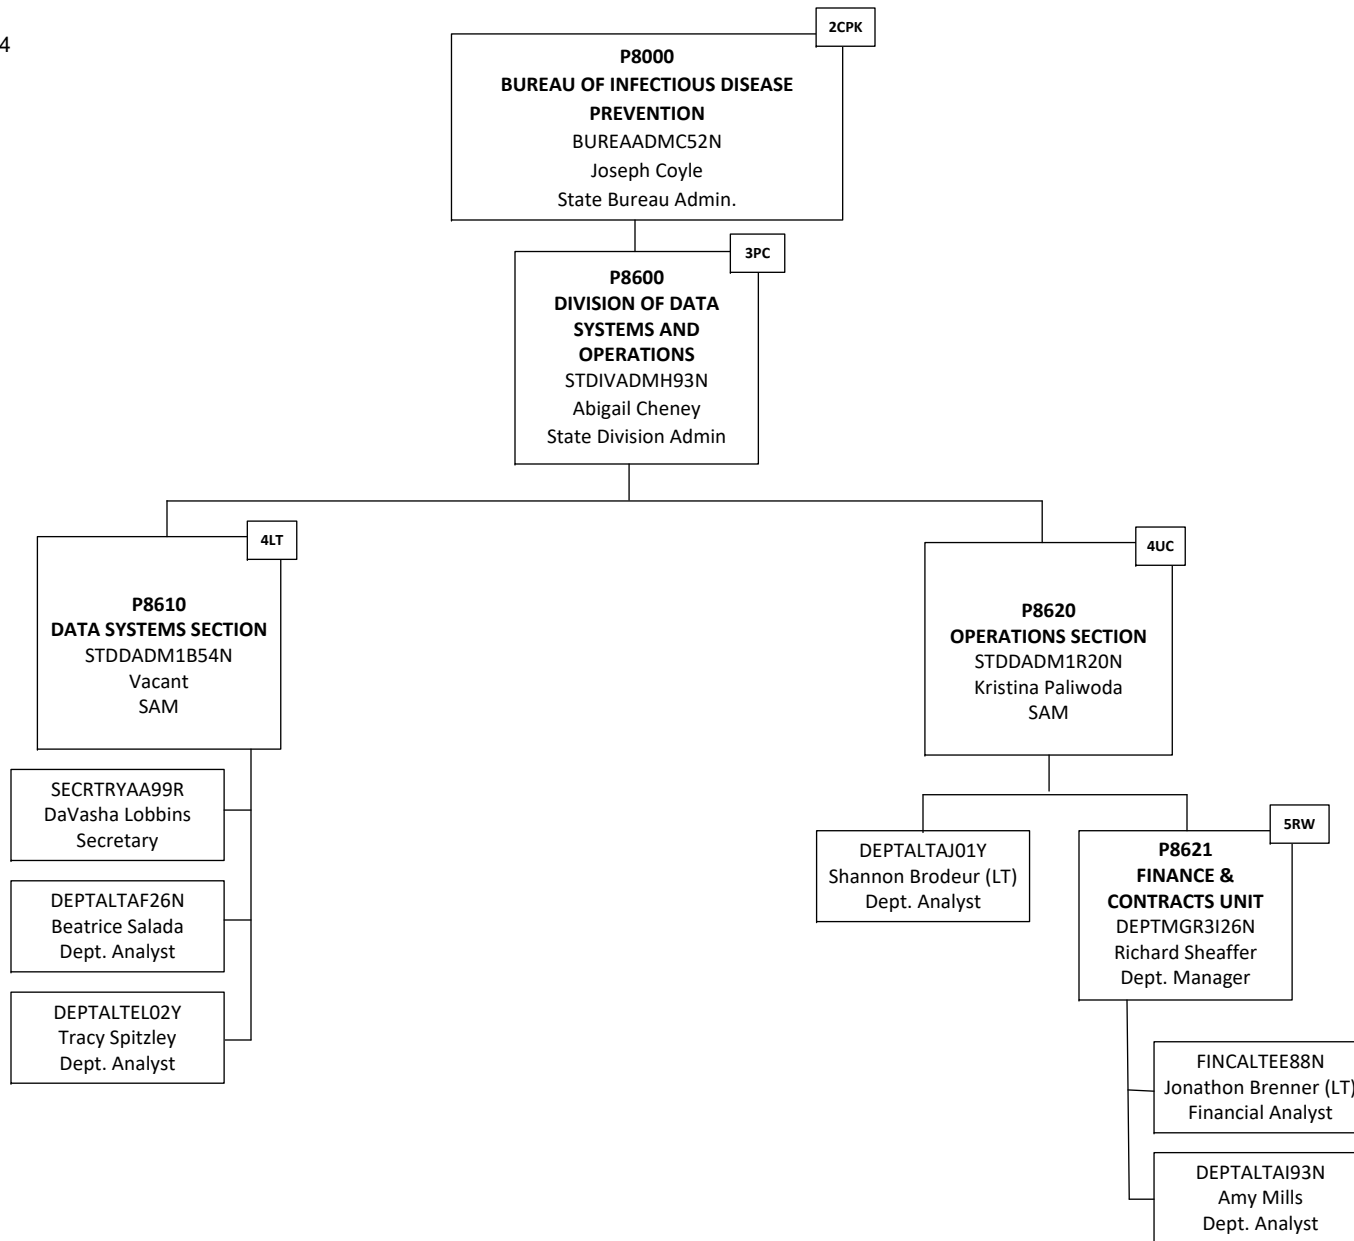 4
2CPK
P8000
BUREAU OF INFECTIOUS DISEASE
PREVENTION
BUREAADMC52N
Joseph Coyle
State Bureau Admin.
3PC
P8600
DIVISION OF DATA
SYSTEMS AND
OPERATIONS
STDIVADMH93N
Abigail Cheney
State Division Admin
4LT
P8610
DATA SYSTEMS SECTION
STDDADM1B54N
Vacant
SAM
SECRTRYAA99R
DaVasha Lobbins
Secretary
DEPTALTAF26N
Beatrice Salada
Dept. Analyst
DEPTALTEL02Y
Tracy Spitzley
Dept. Analyst
4UC
P8620
OPERATIONS SECTION
STDDADM1R20N
Kristina Paliwoda
SAM
DEPTALTAJ01Y
Shannon Brodeur (LT)
Dept. Analyst
5RW
P8621
FINANCE &
CONTRACTS UNIT
DEPTMGR3I26N
Richard Sheaffer
Dept. Manager
FINCALTEE88N
Jonathon Brenner (LT)
Financial Analyst
DEPTALTAI93N
Amy Mills
Dept. Analyst